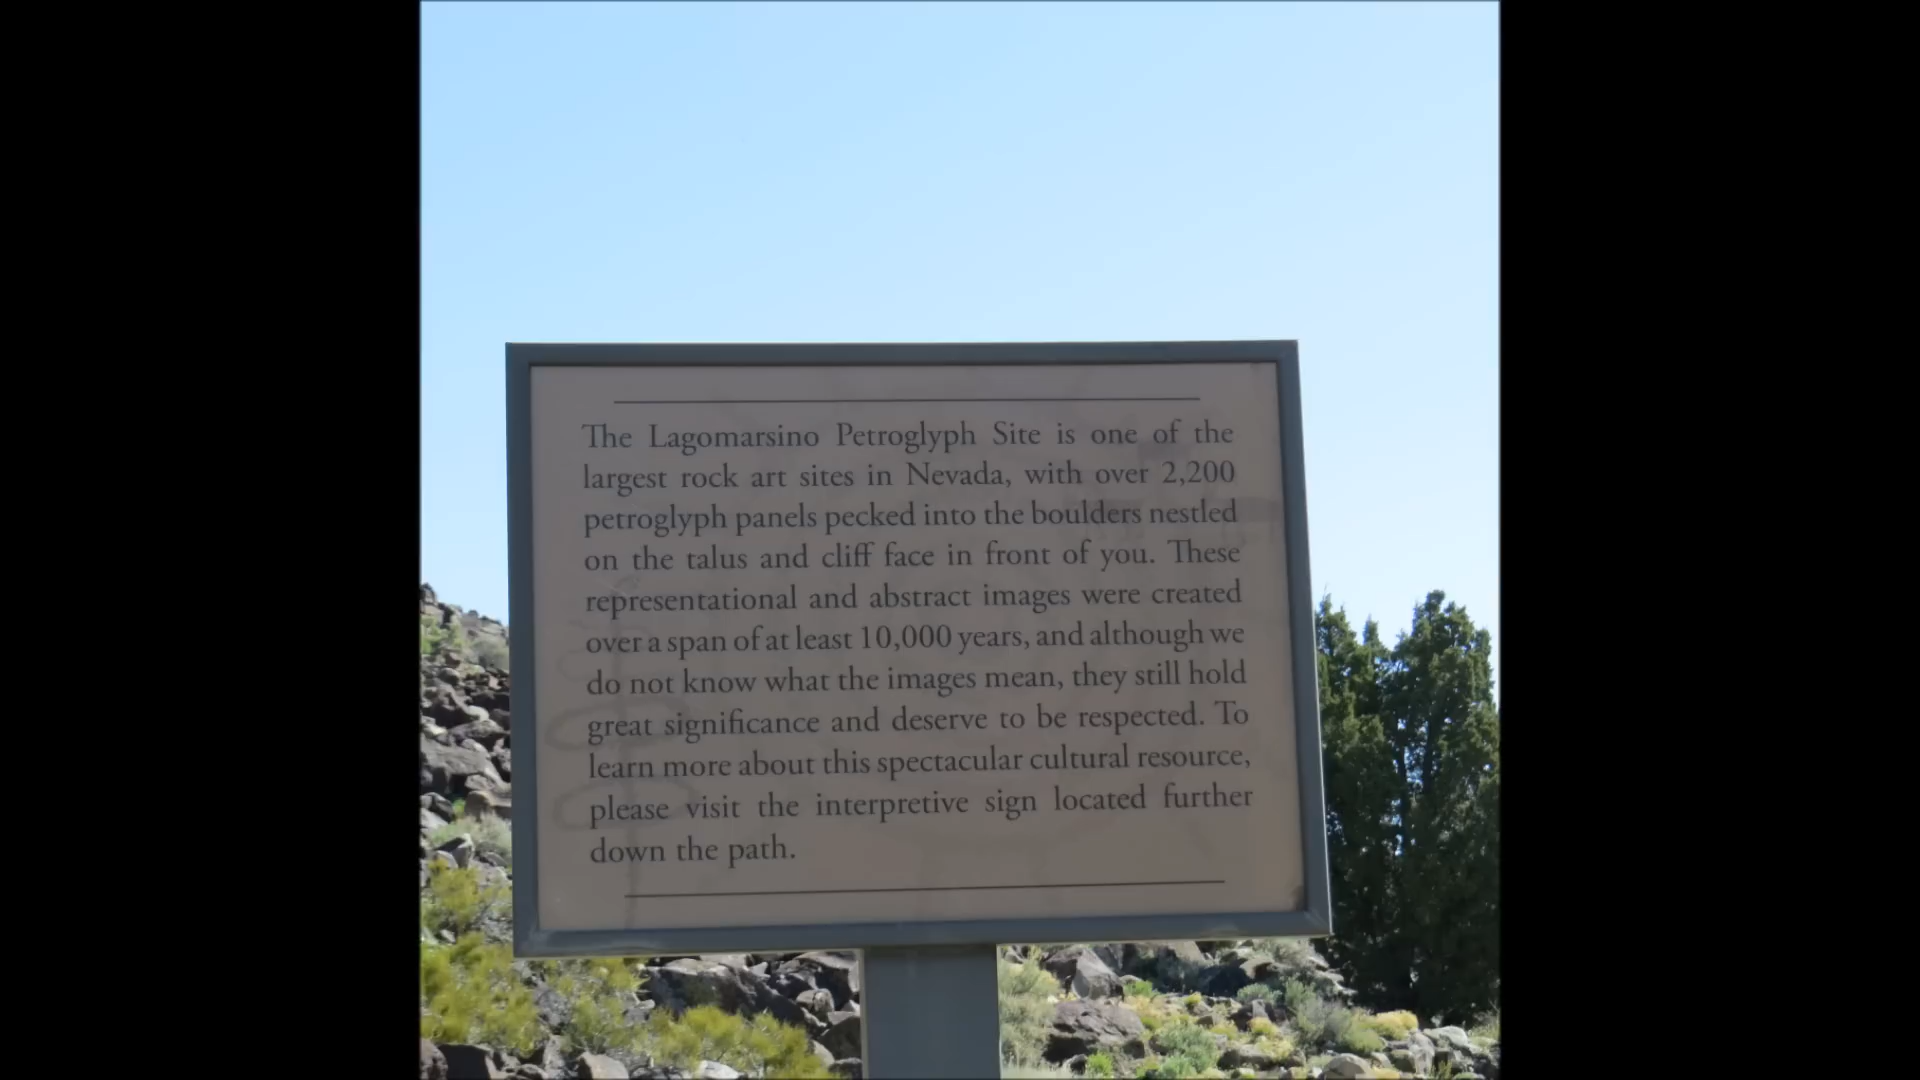 The Lagomarsino Petroglyph Site is one of the
largest rock art sites in Nevada, with over 2,200
petroglyph panels pecked into the boulders nestled
on the talus and cliff face in front of you. These
representational and abstract images were created
over a span of at least 10,000 years, and although we
do not know what the images mean, they still hold
great significance and deserve to be respected. To
learn more about this spectacular cultural resource,
please visit the interpretive sign located further
down the path.